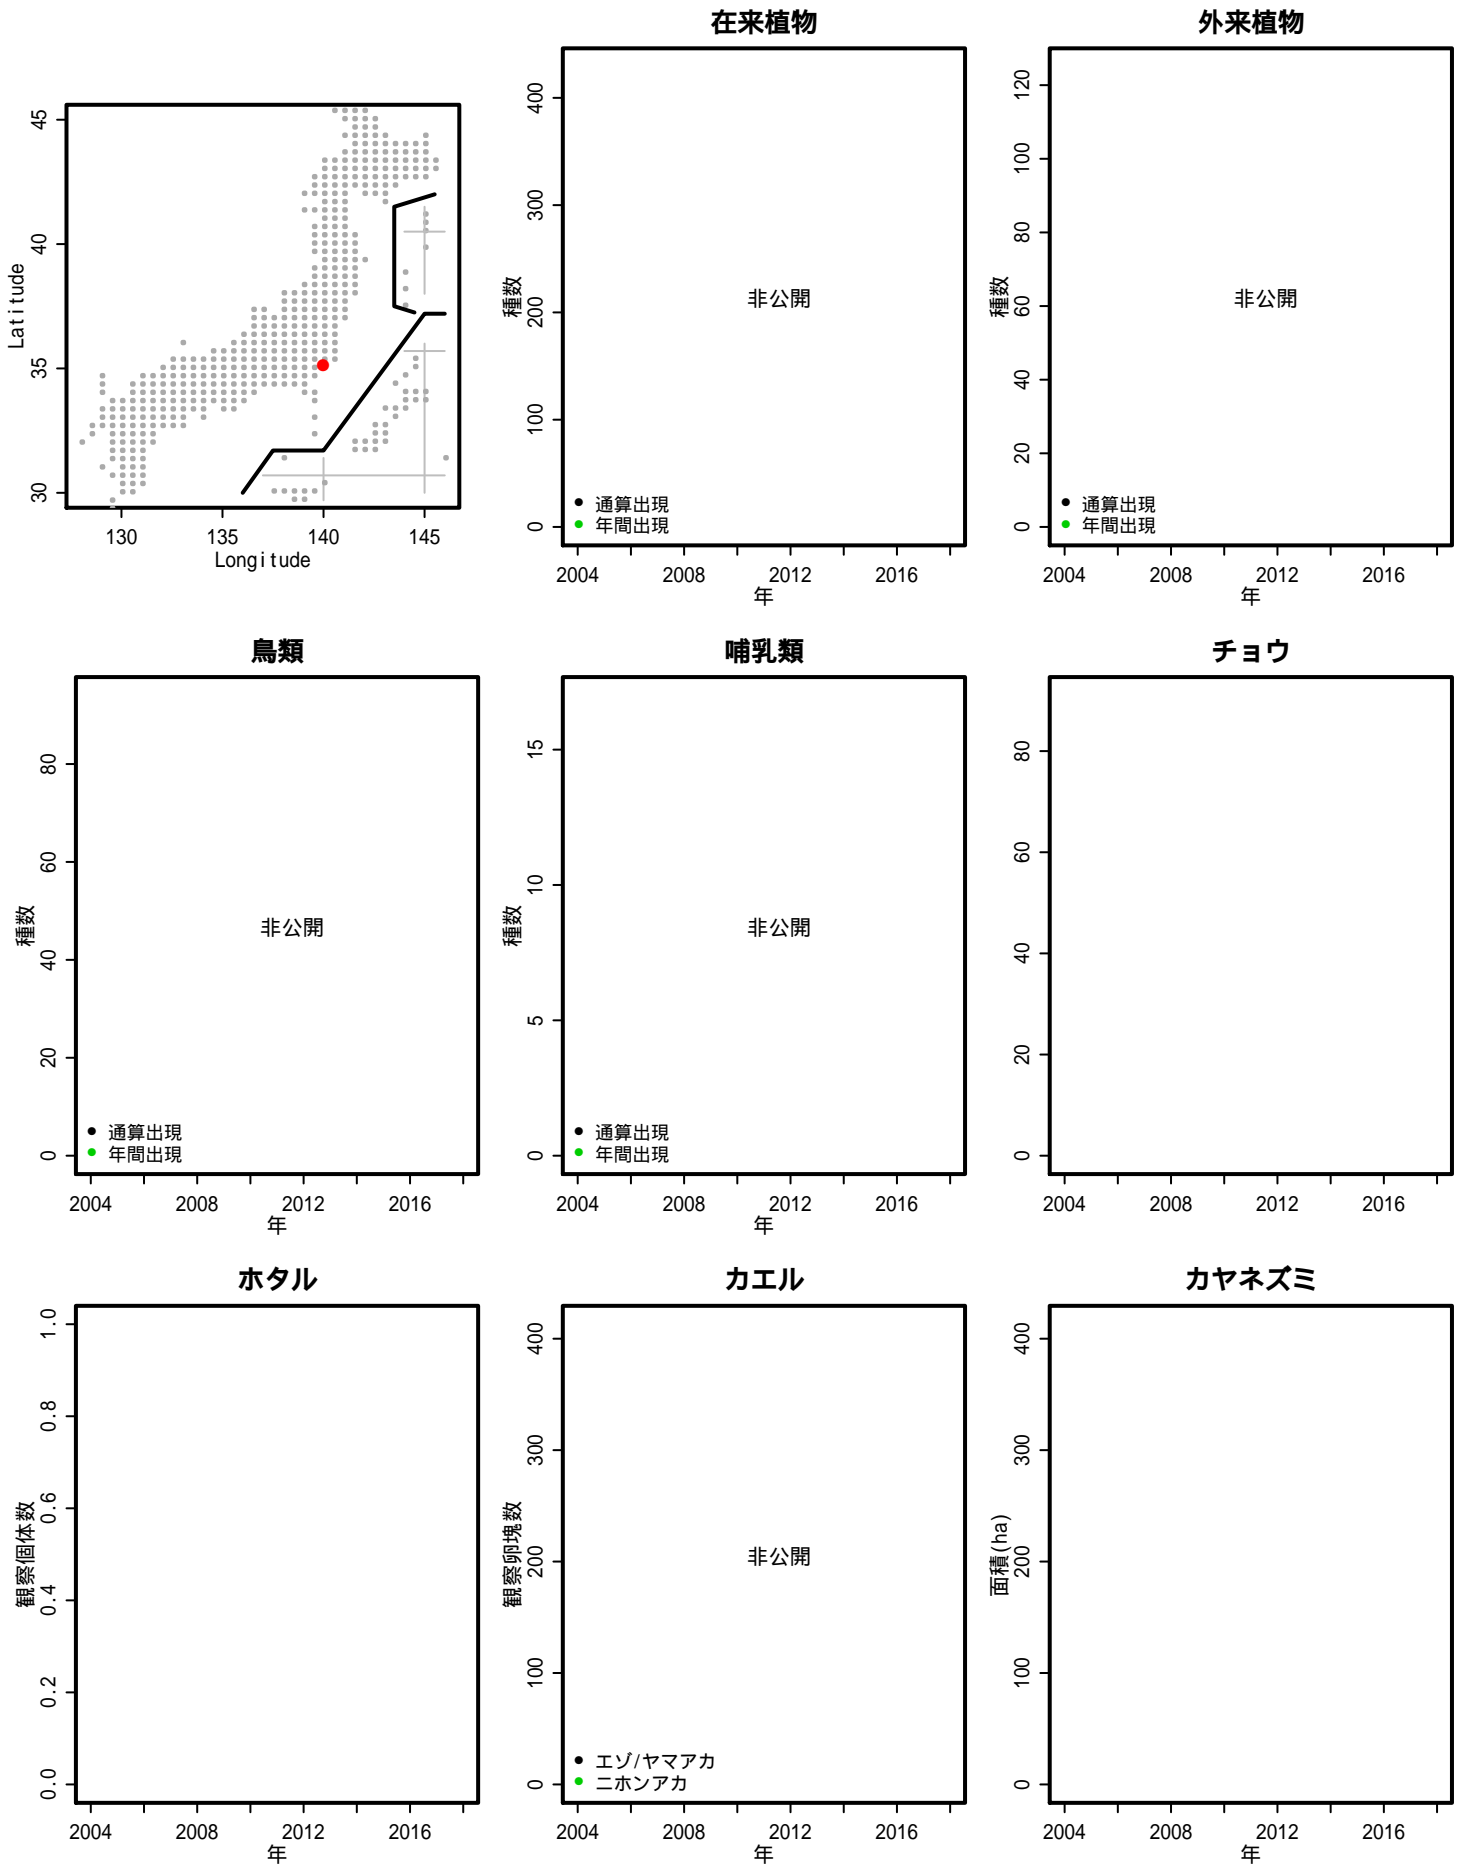 45
40
35
30
Latitude
130
135
140
145
Longitude
在来植物
400
300
200
100
0
種数
非公開
通算出現
年間出現
2004
2008
2012
2016
年
外来植物
120
100
80
60
40
20
0
種数
非公開
通算出現
年間出現
2004
2008
2012
2016
年
鳥類
80
60
40
20
0
種数
非公開
通算出現
年間出現
2004
2008
2012
2016
年
哺乳類
15
10
5
0
種数
非公開
通算出現
年間出現
2004
2008
2012
2016
年
チョウ
80
60
40
20
0
2004
2008
2012
2016
ホタル
1.0
0.8
0.6
0.4
0.2
0.0
観察個体数
2004
2008
2012
2016
年
カエル
400
300
200
100
0
観察卵塊数
非公開
エゾ/ヤマアカ
ニホンアカ
2004
2008
2012
2016
年
カヤネズミ
400
300
200
100
0
面積(ha)
2004
2008
2012
2016
年